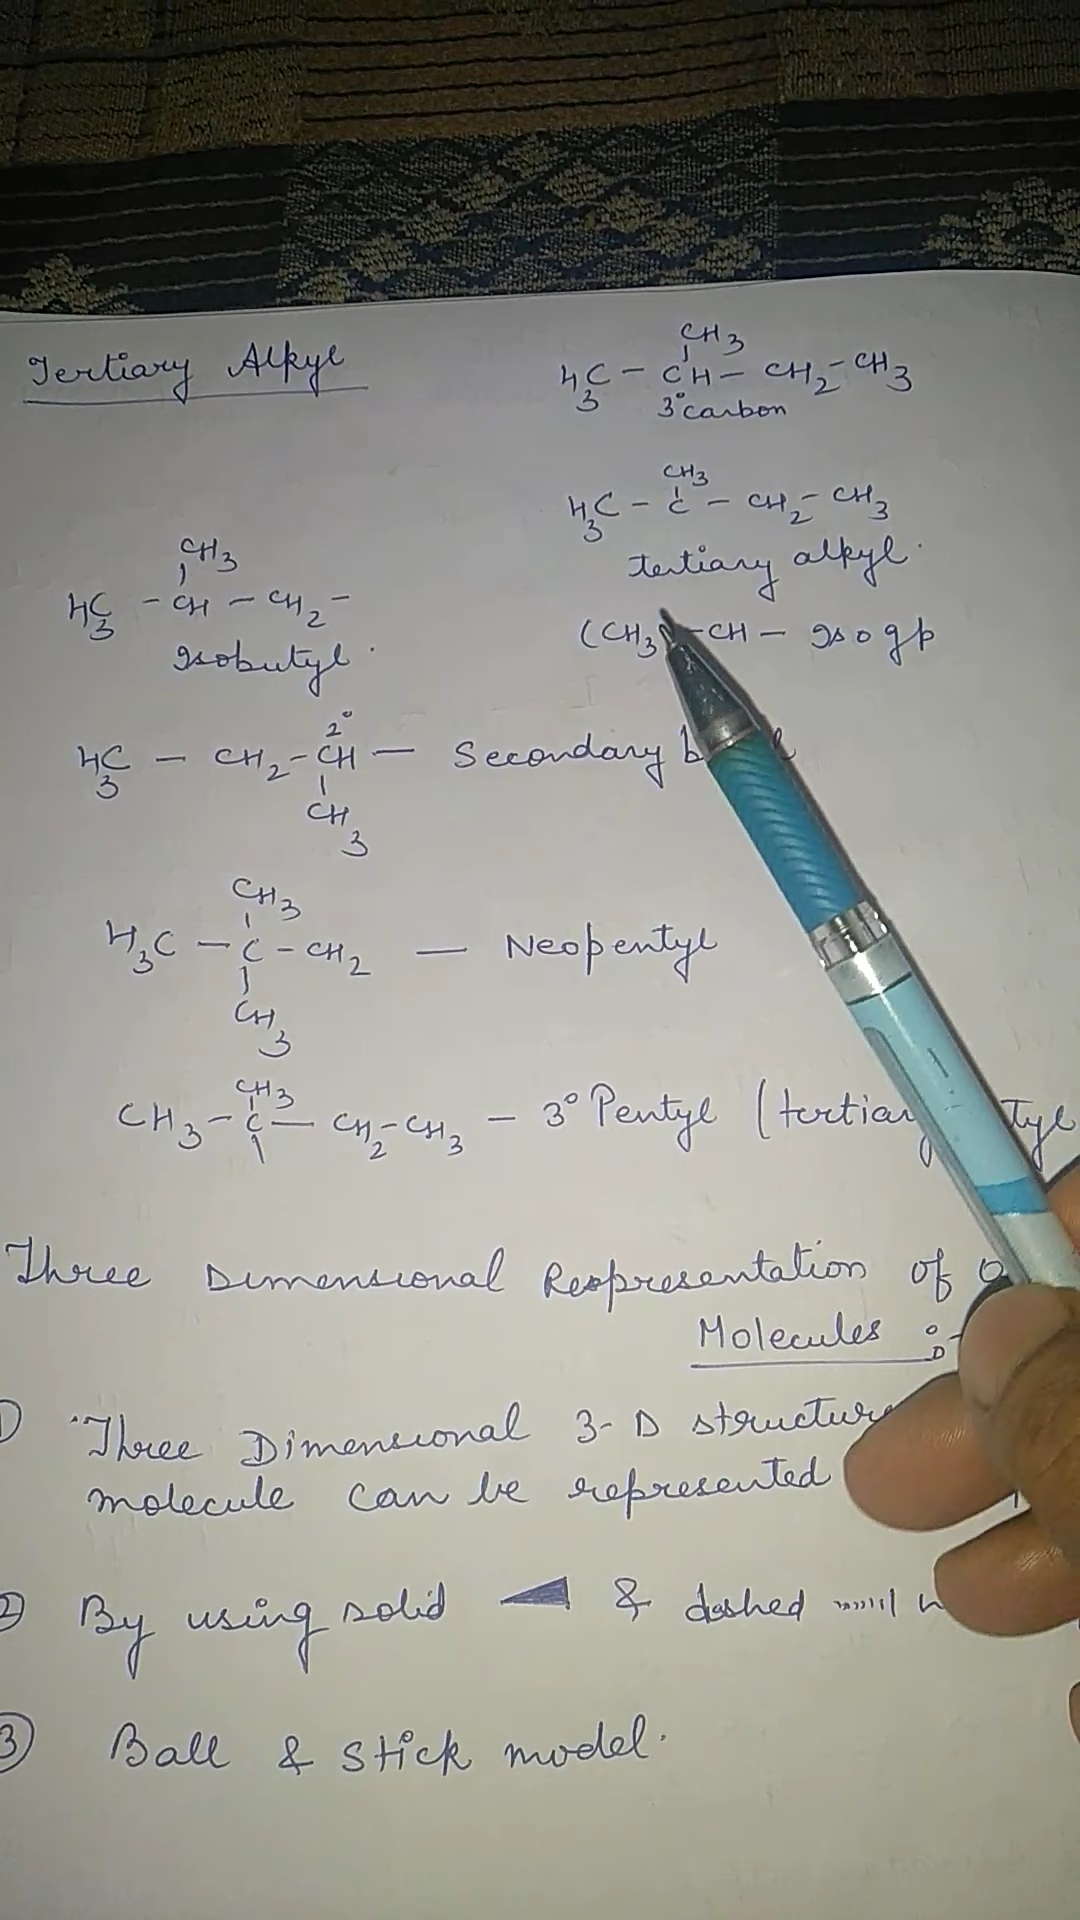 Tertiary Alkyl
CH3
H3C - CH - CH2 - CH3
3° carbon
CH3
H3C - C - CH2 - CH3
tertiary alkyl.
CH3
H3C - CH - CH2 -
Isobutyl.
(CH3 - CH - Iso gp
2°
H3C - CH2 - CH - Secondary
CH3
CH3
H3C - C - CH2 - Neopentyl
CH3
CH3
CH3 - C - CH2 - CH3 - 3° Pentyl (
Three Dimensional Reopresentation of
Molecules :-
① Three Dimensional 3-D structure
molecule can be represented
② By using solid & dashed
③ Ball & stick model.